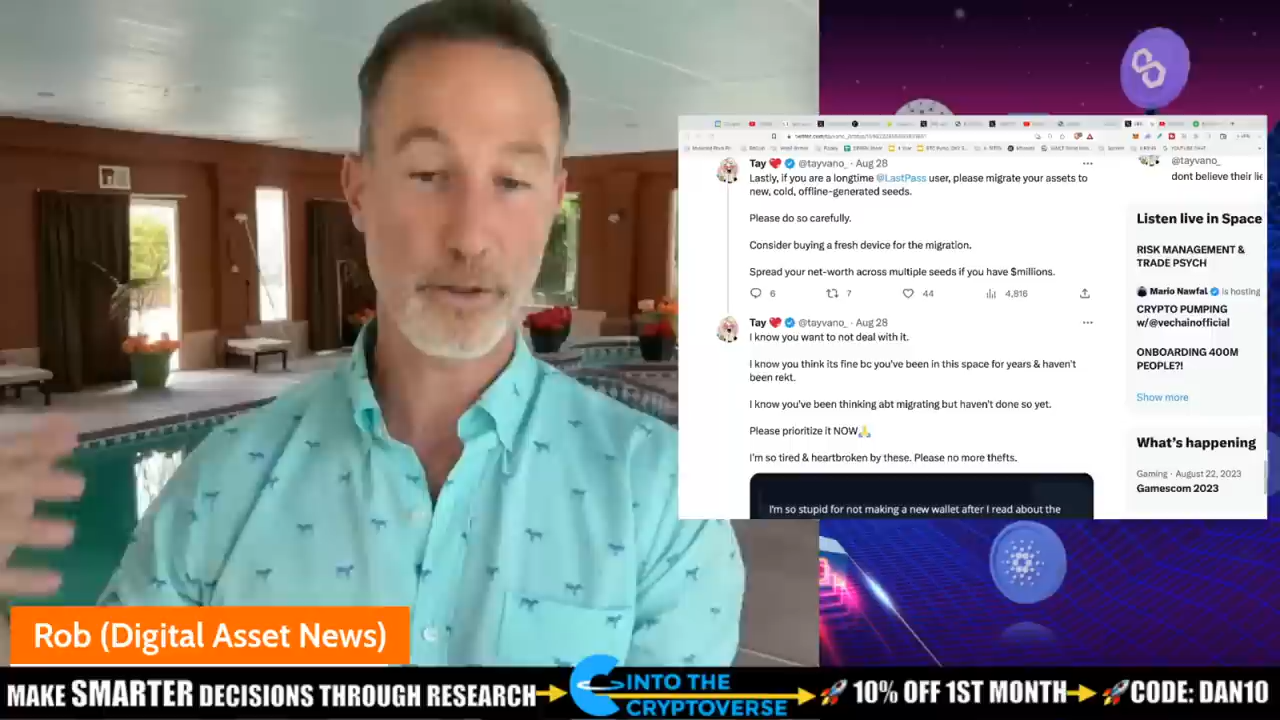 Tay ❤️ @tayvano_ · Aug 28
Lastly, if you are a longtime @LastPass user, please migrate your assets to
new, cold, offline-generated seeds.
Please do so carefully.
Consider buying a fresh device for the migration.
Spread your net-worth across multiple seeds if you have $millions.
6 7 44 4,816
Tay ❤️ @tayvano_ · Aug 28
I know you want to not deal with it.
I know you think its fine bc you've been in this space for years & haven't
been rekt.
I know you've been thinking abt migrating but haven't done so yet.
Please prioritize it NOW🙏
I'm so tired & heartbroken by these. Please no more thefts.
I'm so stupid for not making a new wallet after I read about the
@tayvano_
dont believe their lie
Listen live in Space
RISK MANAGEMENT &
TRADE PSYCH
Mario Nawfal is hosting
CRYPTO PUMPING
w/@vechainofficial
ONBOARDING 400M
PEOPLE?!
Show more
What's happening
Gaming · August 22, 2023
Gamescom 2023
Rob (Digital Asset News)
MAKE SMARTER DECISIONS THROUGH RESEARCH
INTO THE
CRYPTOVERSE
🚀 10% OFF 1ST MONTH
🚀CODE: DAN10